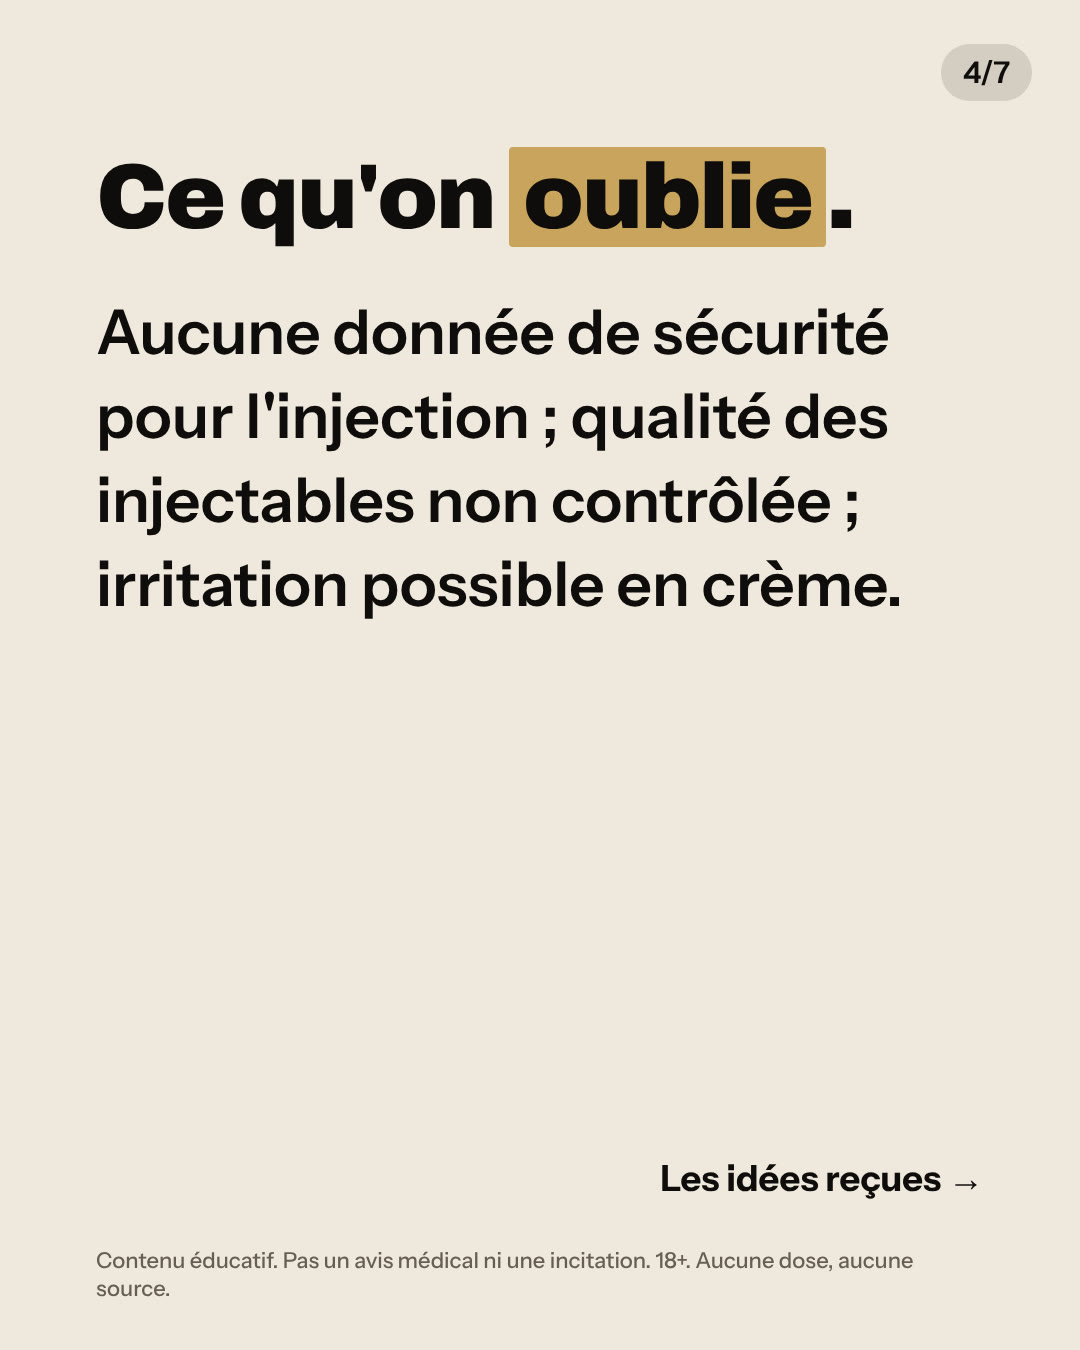 4/7
Ce qu'on oublie.
Aucune donnée de sécurité
pour l'injection ; qualité des
injectables non contrôlée ;
irritation possible en crème.
Les idées reçues →
Contenu éducatif. Pas un avis médical ni une incitation. 18+. Aucune dose, aucune
source.